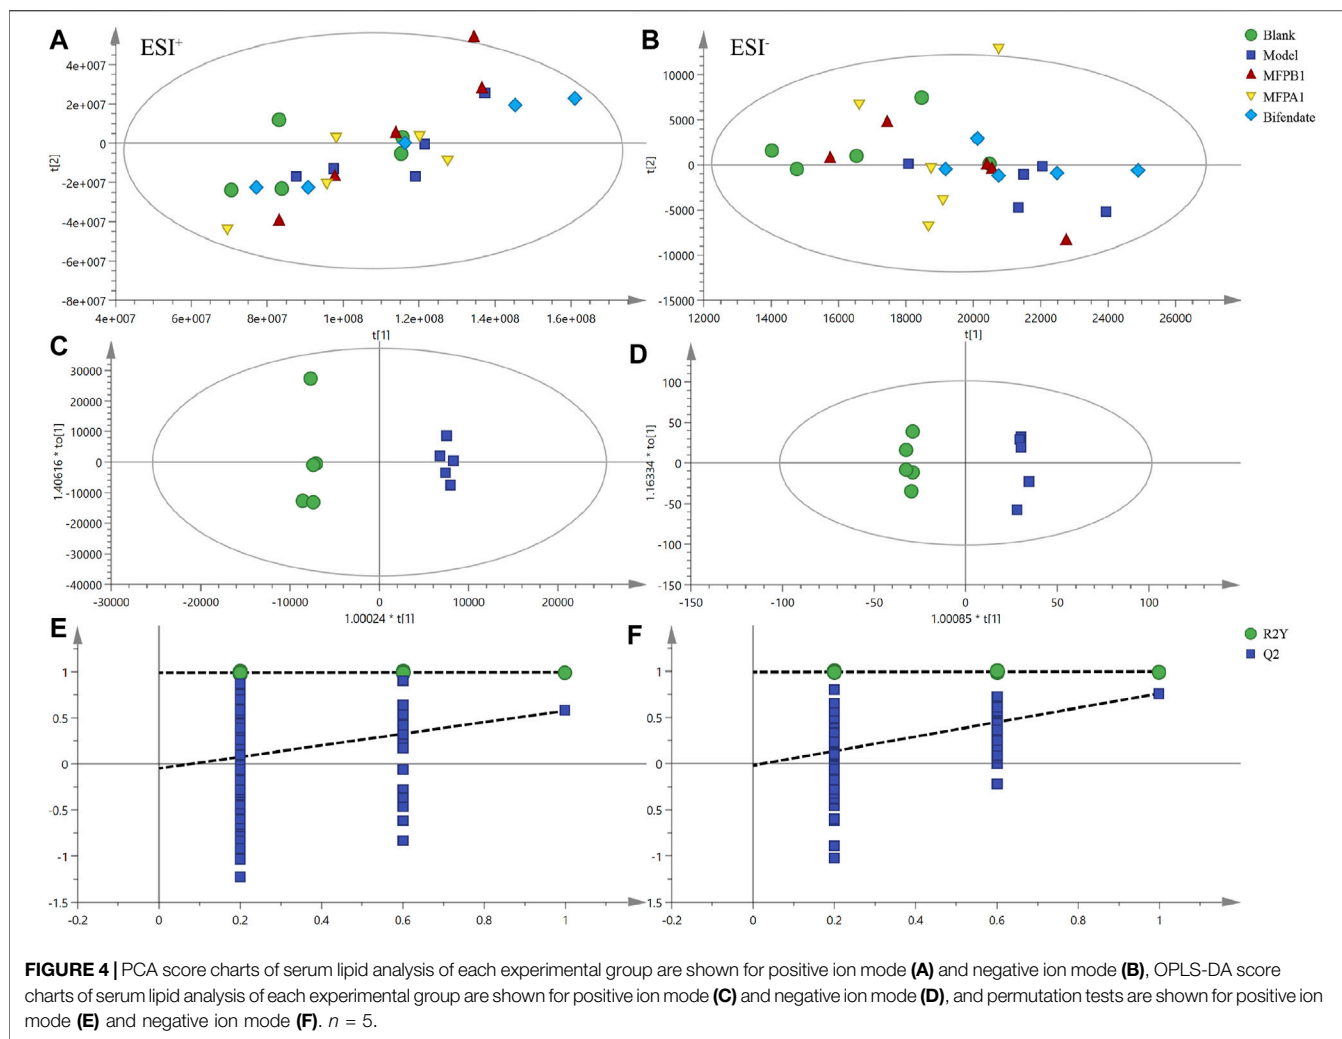 A
ESI+
t[2]
4e+007
2e+007
0
-2e+007
-4e+007
-6e+007
-8e+007
4e+007 6e+007 8e+007 1e+008 1.2e+008 1.4e+008 1.6e+008
t[1]
B
ESI-
t[2]
10000
5000
0
-5000
-10000
-15000
12000 14000 16000 18000 20000 22000 24000 26000
t[1]
Blank
Model
MFPB1
MFPA1
Bifendate
C
1.40616 * to[1]
30000
20000
10000
0
-10000
-20000
-30000
-40000
-30000 -20000 -10000 0 10000 20000
1.00024 * t[1]
D
1.16334 * to[1]
100
50
0
-50
-100
-150
-150 -100 -50 0 50 100
1.00085 * t[1]
E
1
0.5
0
-0.5
-1
-1.5
-0.2 0 0.2 0.4 0.6 0.8 1
F
1
0.5
0
-0.5
-1
-1.5
-0.2 0 0.2 0.4 0.6 0.8 1
R2Y
Q2
FIGURE 4 | PCA score charts of serum lipid analysis of each experimental group are shown for positive ion mode (A) and negative ion mode (B), OPLS-DA score
charts of serum lipid analysis of each experimental group are shown for positive ion mode (C) and negative ion mode (D), and permutation tests are shown for positive ion
mode (E) and negative ion mode (F). n = 5.